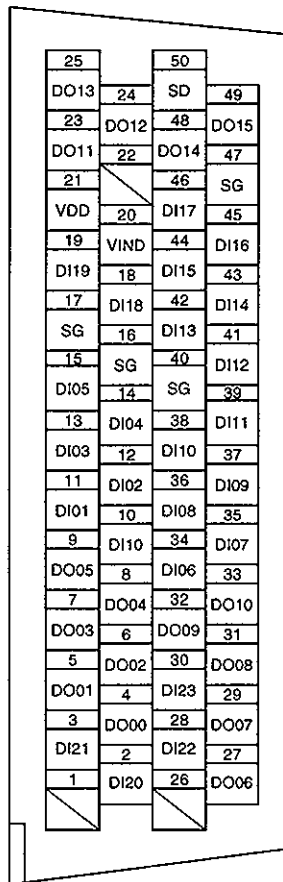 25
DO13
23
DO11
21
VDD
19
DI19
17
SG
15
DI05
13
DI03
11
DI01
9
DO05
7
DO03
5
DO01
3
DI21
1
24
DO12
22
20
VIND
18
DI18
16
SG
14
DI04
12
DI02
10
DI10
8
DO04
6
DO02
4
DO00
2
DI20
50
SD
48
DO14
46
DI17
44
DI15
42
DI13
40
SG
38
DI10
36
DI08
34
DI06
32
DO09
30
DI23
28
DI22
26
49
DO15
47
SG
45
DI16
43
DI14
41
DI12
39
DI11
37
DI09
35
DI07
33
DO10
31
DO08
29
DO07
27
DO06